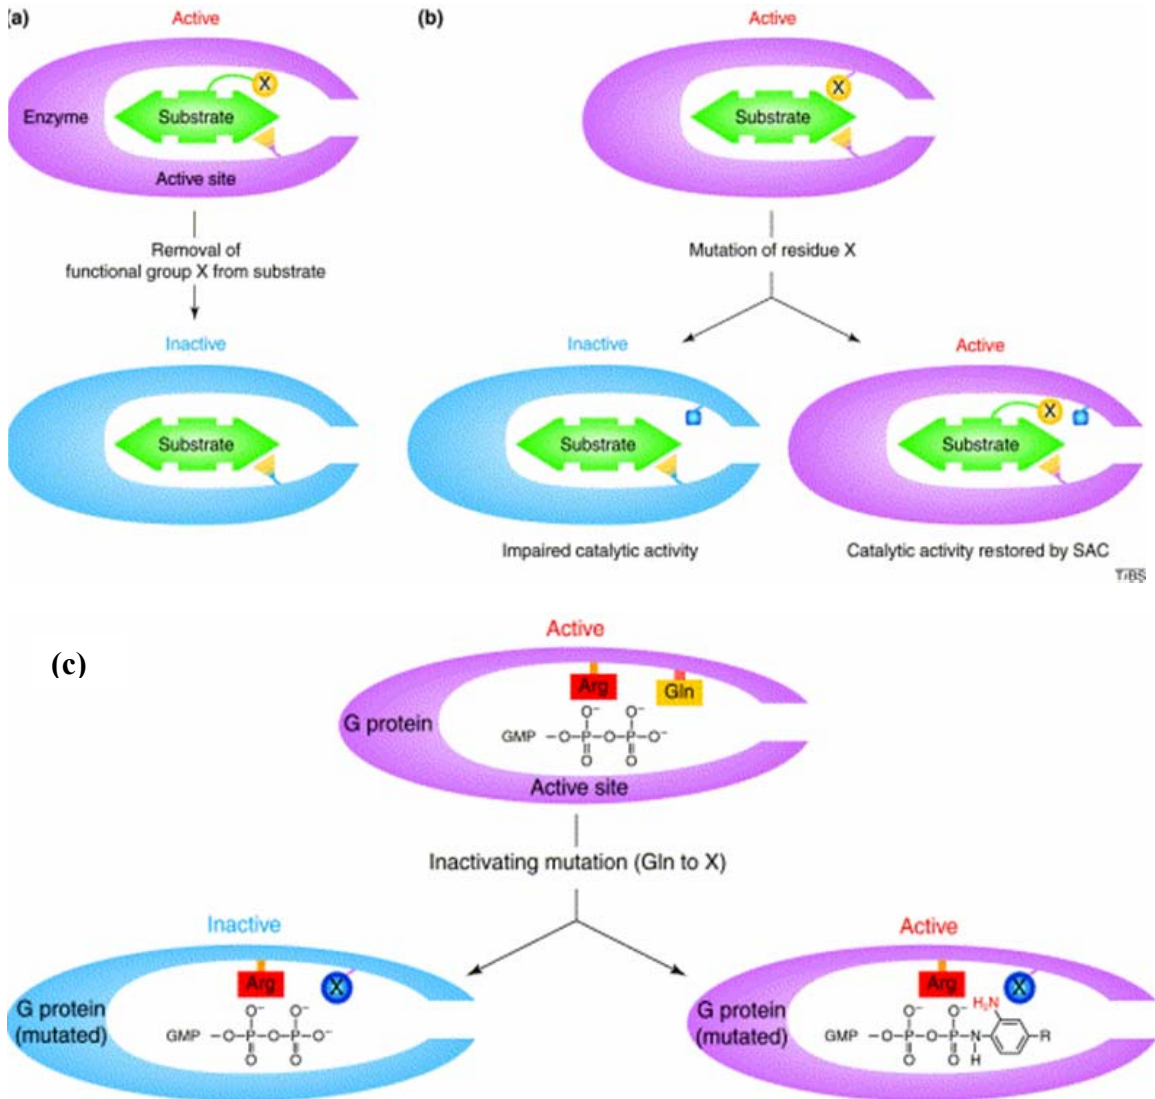 (a)
Active
X
Enzyme
Substrate
Active site
Removal of
functional group X from substrate
Inactive
Substrate
(b)
Active
X
Substrate
Mutation of residue X
Inactive
Substrate
Impaired catalytic activity
Active
X
Substrate
Catalytic activity restored by SAC
TiBS
(c)
Active
Arg
Gln
G protein
O⁻ O⁻
GMP –O–P–O–P–O⁻
O O
Active site
Inactivating mutation (Gln to X)
Inactive
Arg
X
G protein
(mutated)
O⁻ O⁻
GMP –O–P–O–P–O⁻
O O
Active
Arg
X
G protein
(mutated)
O⁻ O⁻ H₂N
GMP –O–P–O–P–N R
O O H